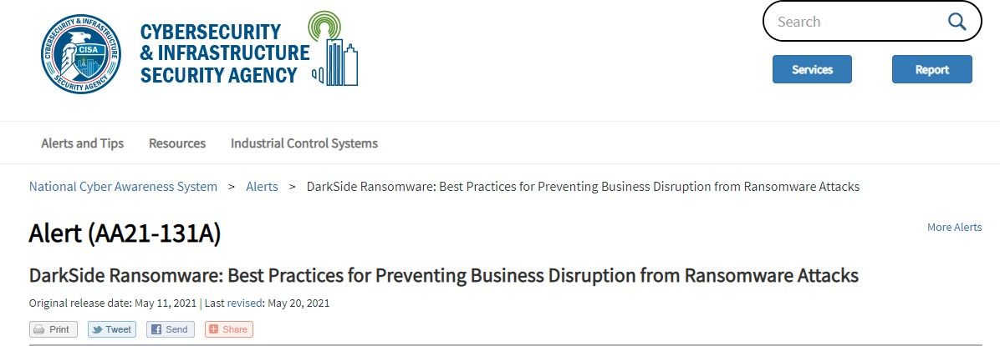 CYBERSECURITY & INFRASTRUCTURE
CISA
SECURITY AGENCY
CYBERSECURITY
& INFRASTRUCTURE
SECURITY AGENCY
Search
Services
Report
Alerts and Tips
Resources
Industrial Control Systems
National Cyber Awareness System > Alerts > DarkSide Ransomware: Best Practices for Preventing Business Disruption from Ransomware Attacks
Alert (AA21-131A)
More Alerts
DarkSide Ransomware: Best Practices for Preventing Business Disruption from Ransomware Attacks
Original release date: May 11, 2021 | Last revised: May 20, 2021
Print
Tweet
Send
Share